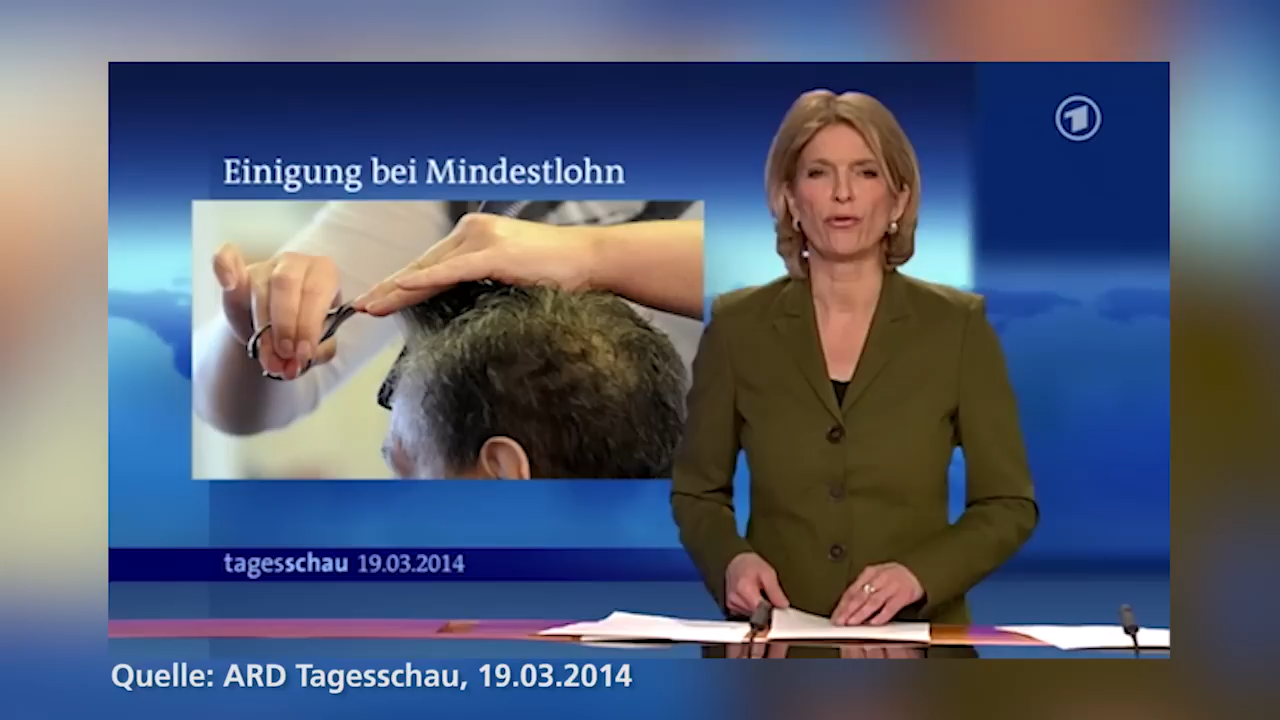 Einigung bei Mindestlohn
tagesschau 19.03.2014
Quelle: ARD Tagesschau, 19.03.2014